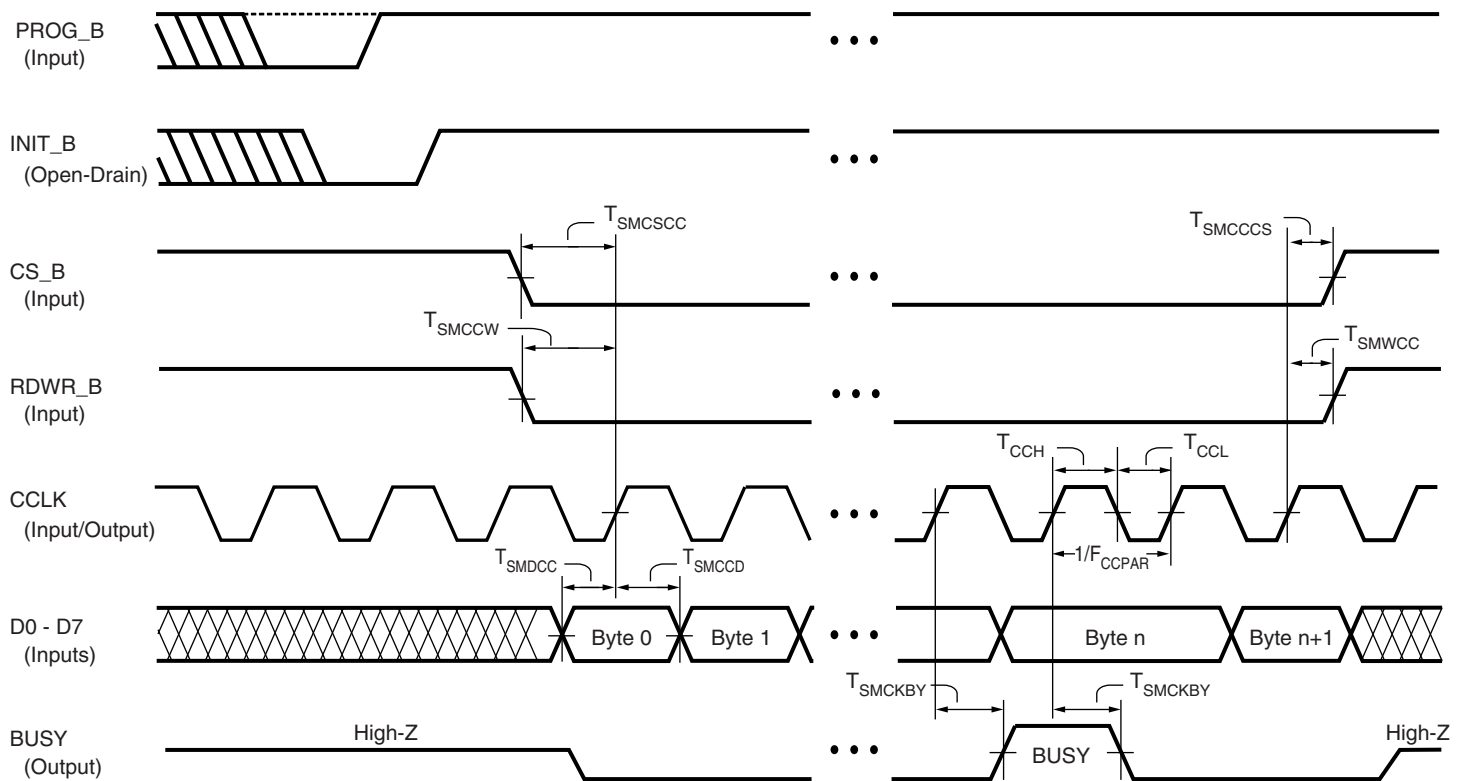 PROG_B
(Input)
INIT_B
(Open-Drain)
T_SMCSCC
T_SMCCCS
CS_B
(Input)
T_SMCCW
T_SMWCC
RDWR_B
(Input)
T_CCH
T_CCL
CCLK
(Input/Output)
1/F_CCPAR
T_SMDCC
T_SMCCD
D0 - D7
(Inputs)
Byte 0
Byte 1
Byte n
Byte n+1
T_SMCKBY
T_SMCKBY
BUSY
(Output)
High-Z
BUSY
High-Z